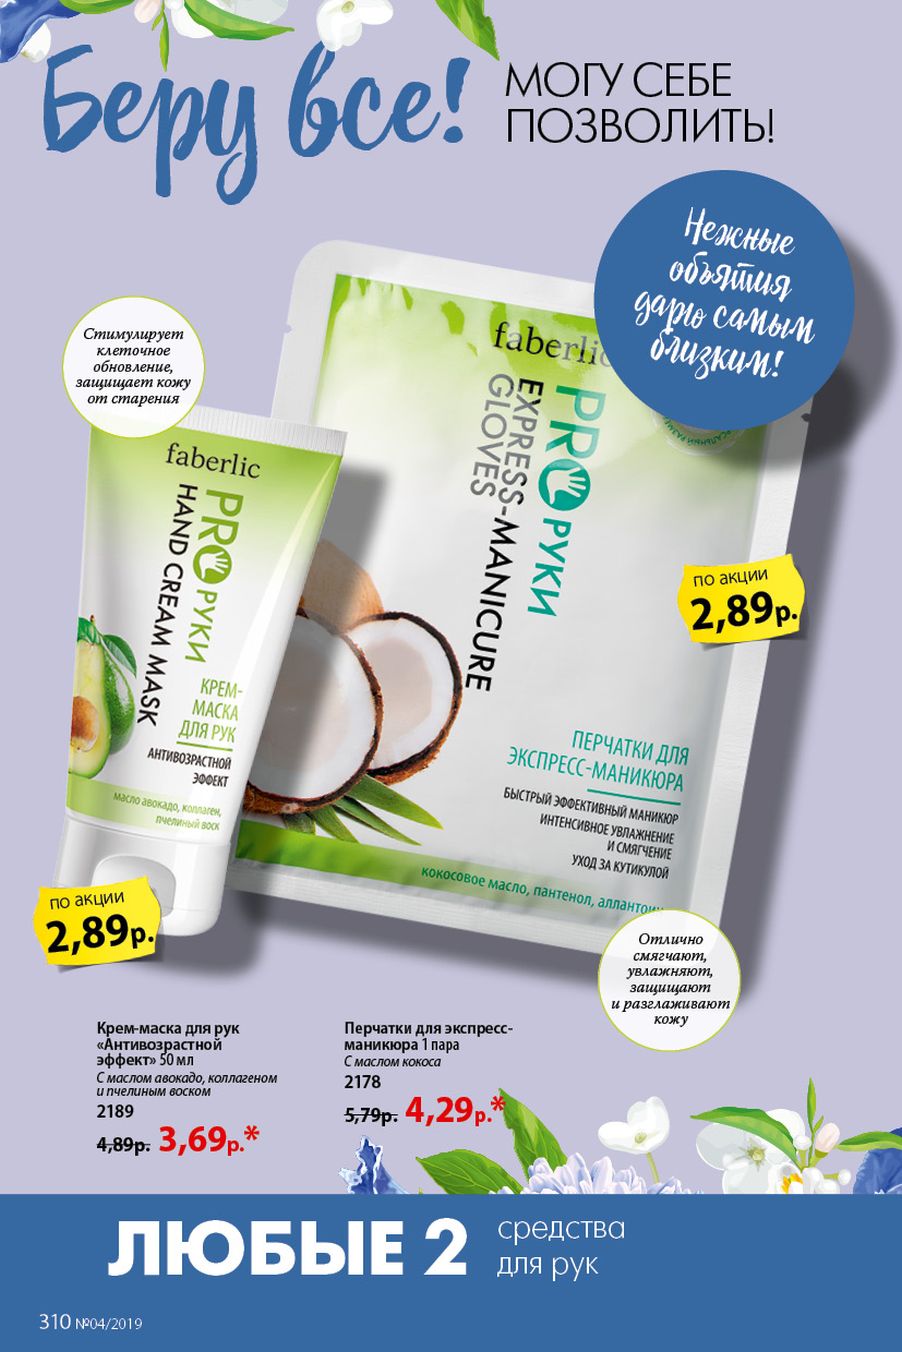 Беру все!
МОГУ СЕБЕ
ПОЗВОЛИТЬ!
Нежные
объятия
дарю самым
близким!
Стимулирует
клеточное
обновление,
защищает кожу
от старения
faberlic
PRO РУКИ
HAND CREAM MASK
КРЕМ-
МАСКА
ДЛЯ РУК
АНТИВОЗРАСТНОЙ
ЭФФЕКТ
масло авокадо, коллаген,
пчелиный воск
faberlic
PRO РУКИ
EXPRESS-MANICURE
GLOVES
ПЕРЧАТКИ ДЛЯ
ЭКСПРЕСС-МАНИКЮРА
БЫСТРЫЙ ЭФФЕКТИВНЫЙ МАНИКЮР
ИНТЕНСИВНОЕ УВЛАЖНЕНИЕ
И СМЯГЧЕНИЕ
УХОД ЗА КУТИКУЛОЙ
кокосовое масло, пантенол, аллантоин
по акции
2,89р.
по акции
2,89р.
Отлично
смягчают,
увлажняют,
защищают
и разглаживают
кожу
Крем-маска для рук
«Антивозрастной
эффект» 50 мл
С маслом авокадо, коллагеном
и пчелиным воском
2189
4,89р. 3,69р.*
Перчатки для экспресс-
маникюра 1 пара
С маслом кокоса
2178
5,79р. 4,29р.*
ЛЮБЫЕ 2
средства
для рук
310 №04/2019